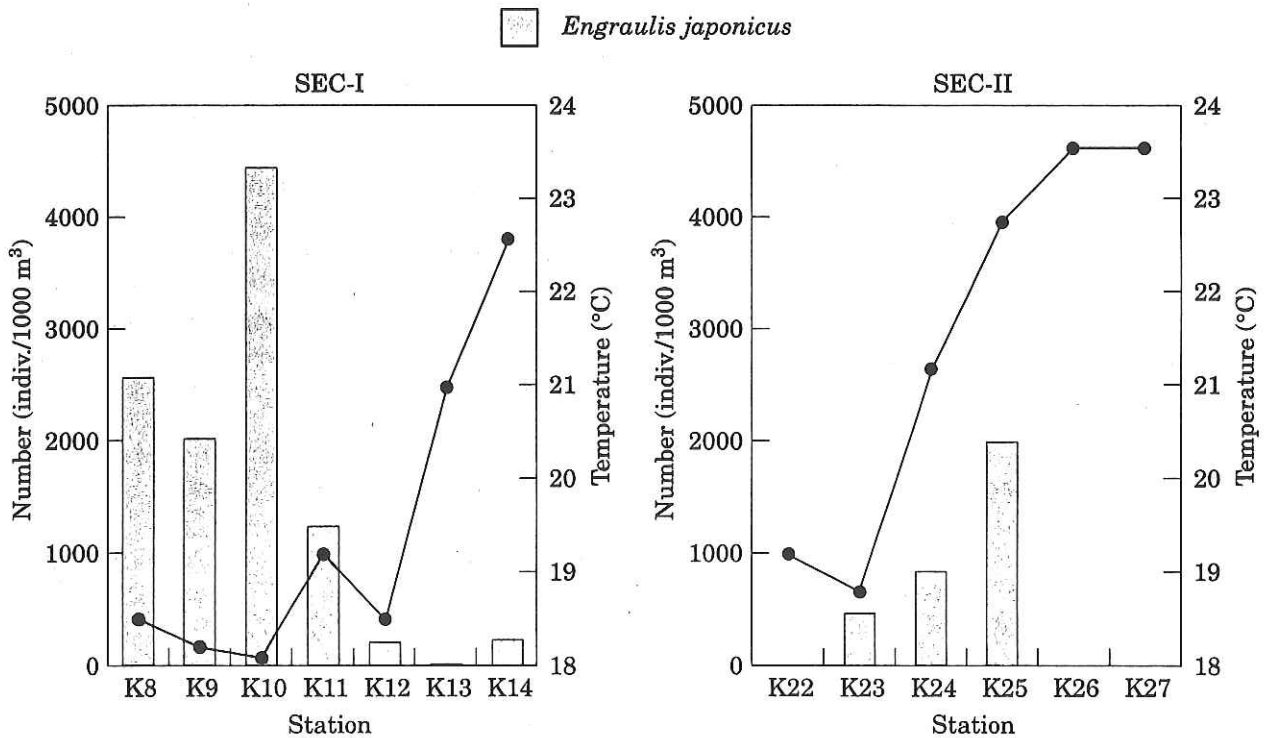 Engraulis japonicus
SEC-I
5000
4000
3000
2000
1000
0
Number (indiv./1000 m³)
24
23
22
21
20
19
18
Temperature (°C)
K8 K9 K10 K11 K12 K13 K14
Station
SEC-II
5000
4000
3000
2000
1000
0
Number (indiv./1000 m³)
24
23
22
21
20
19
18
Temperature (°C)
K22 K23 K24 K25 K26 K27
Station